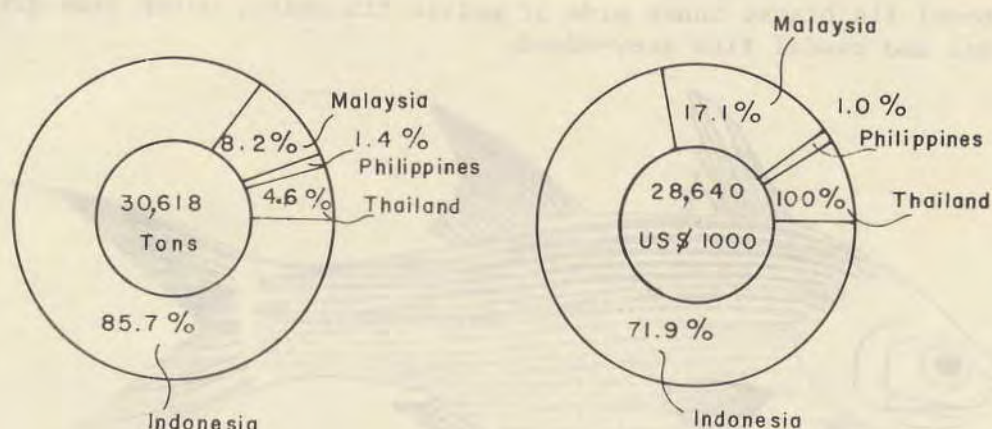 Malaysia
8.2%
1.4%
Philippines
4.6%
Thailand
30,618
Tons
85.7%
Indonesia
Malaysia
17.1%
1.0%
Philippines
100%
Thailand
28,640
US$ 1000
71.9%
Indonesia